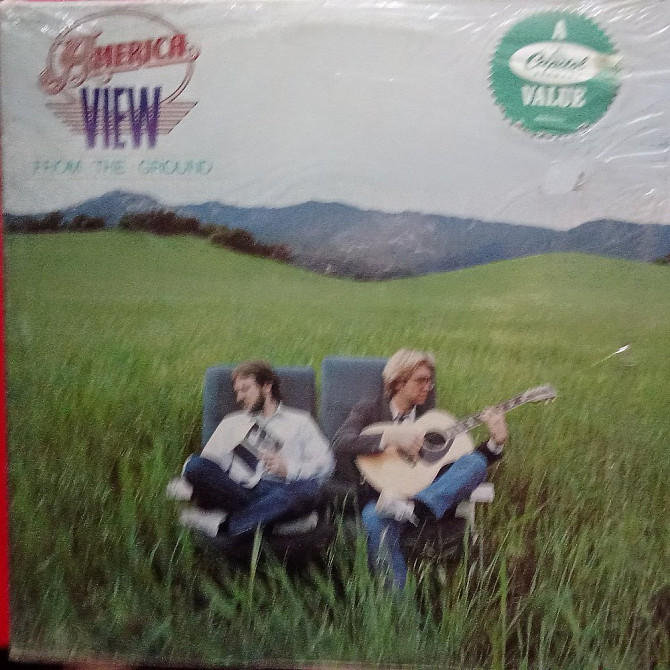 AMERICA
VIEW
FROM THE GROUND
A
Capitol
VALUE